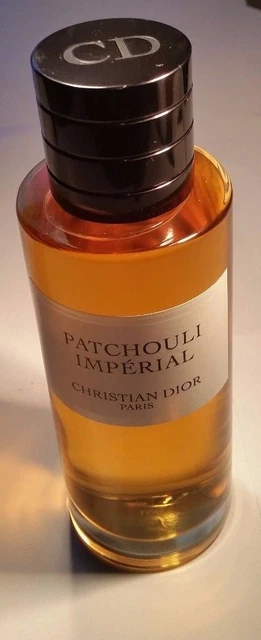 CD
PATCHOULI
IMPÉRIAL
CHRISTIAN DIOR
PARIS